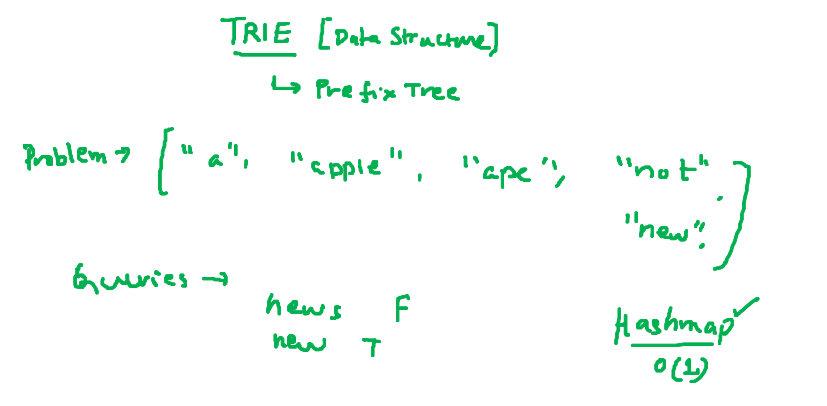 TRIE [Data Structure]
↳ Prefix Tree
Problem → ["a", "apple", "ape", "not"
"new".]
Queries →
news F
new T
Hashmap ✓
O(1)